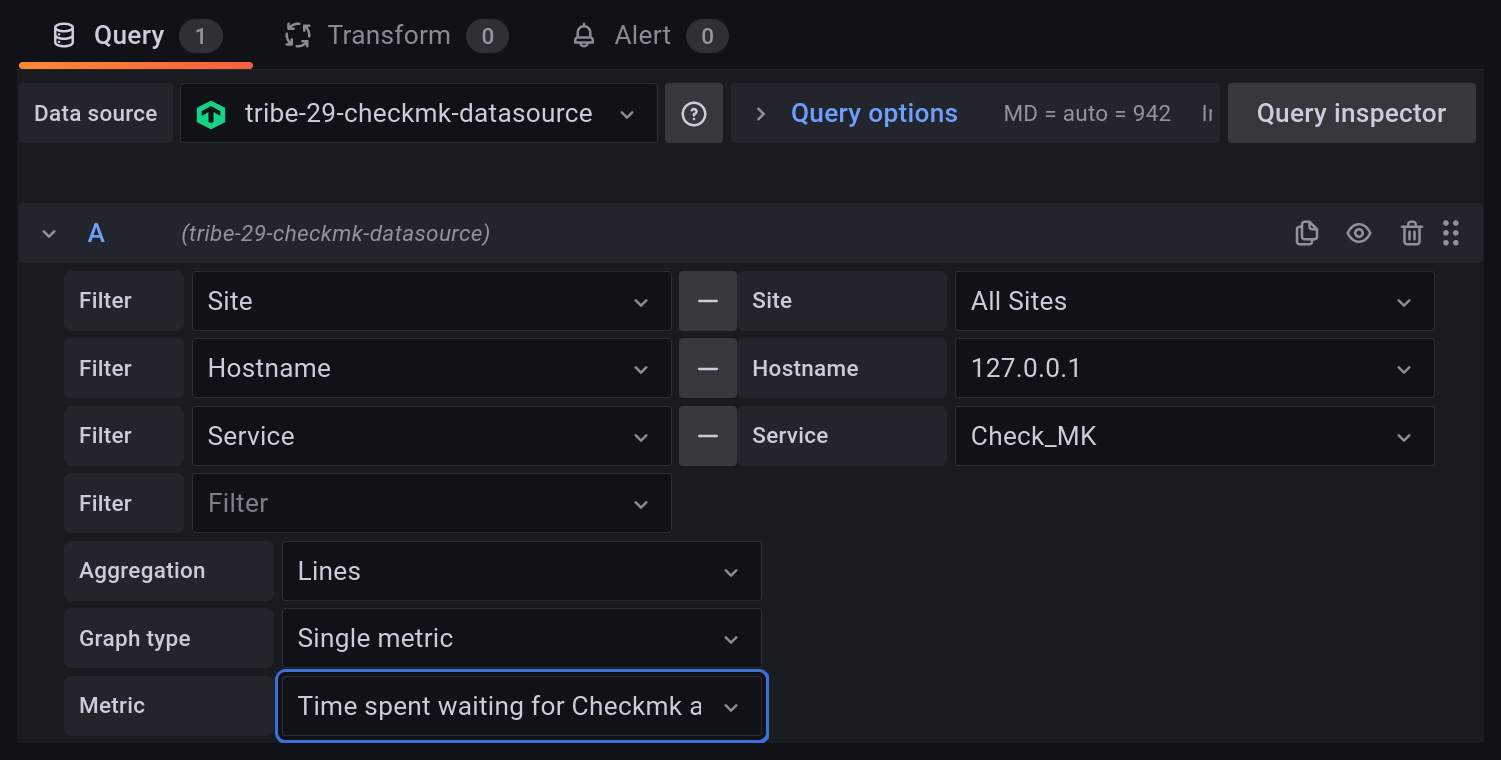 Query 1 Transform 0 Alert 0
Data source tribe-29-checkmk-datasource Query options MD = auto = 942 Query inspector
A (tribe-29-checkmk-datasource)
Filter Site Site All Sites
Filter Hostname Hostname 127.0.0.1
Filter Service Service Check_MK
Filter Filter
Aggregation Lines
Graph type Single metric
Metric Time spent waiting for Checkmk a